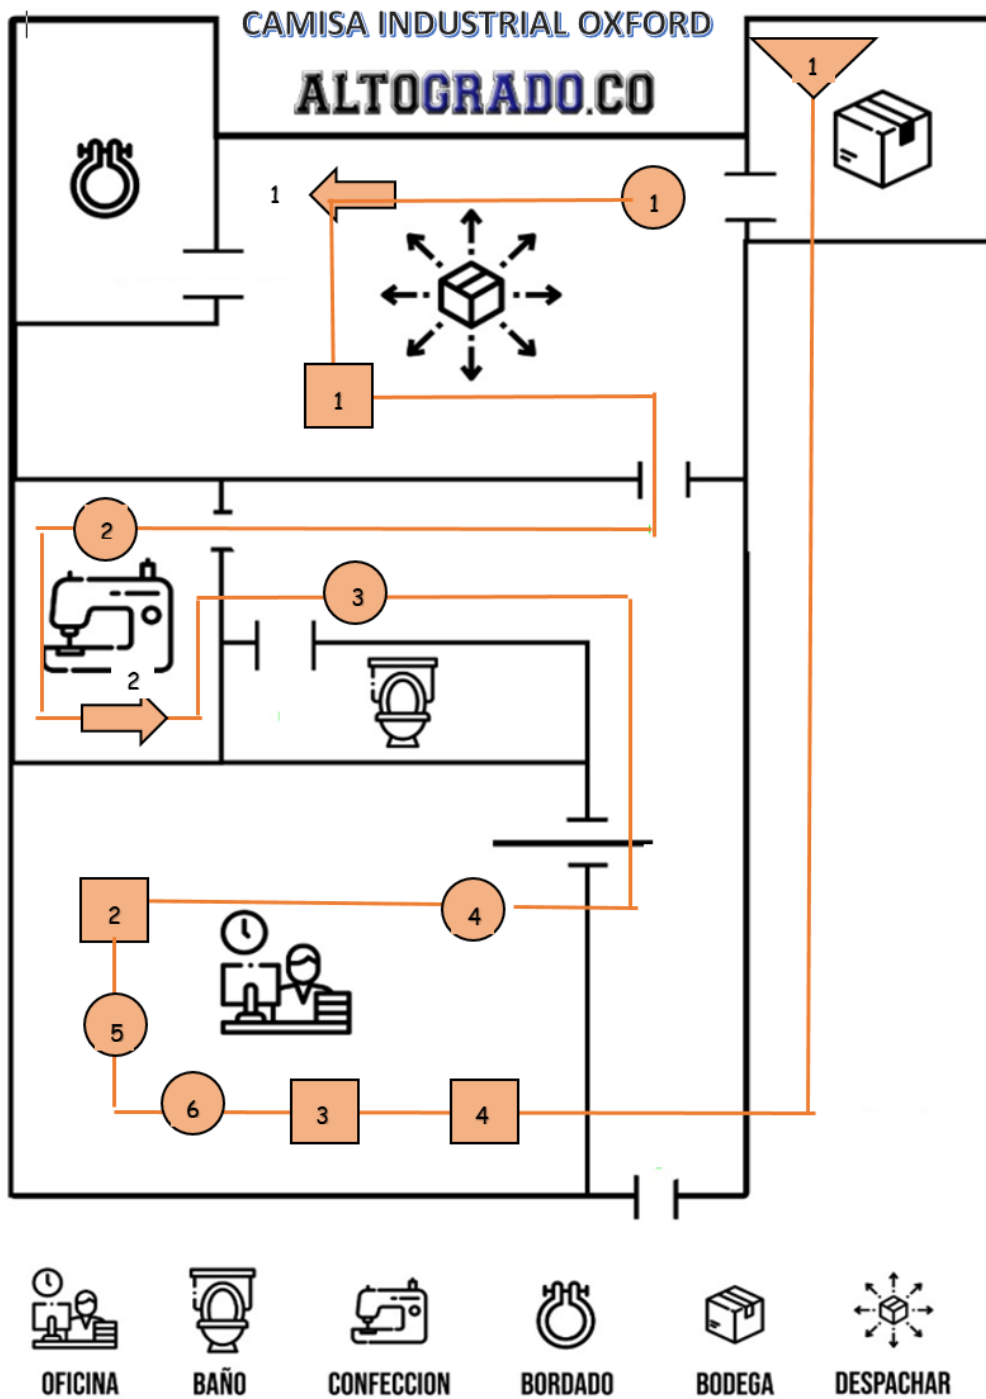 CAMISA INDUSTRIAL OXFORD
ALTOGRADO.CO
1
1
1
1
2
3
2
2
4
5
6
3
4
OFICINA
BAÑO
CONFECCION
BORDADO
BODEGA
DESPACHAR